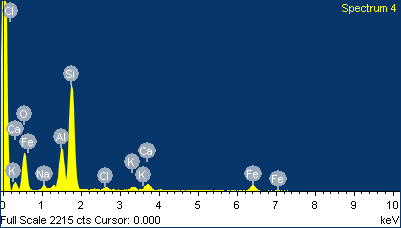 Spectrum 4
Cl
Si
O
Ca
Fe
Al
Ca
K
K
Na
Cl
K
Fe
Fe
0 1 2 3 4 5 6 7 8 9 10
Full Scale 2215 cts Cursor: 0.000 keV